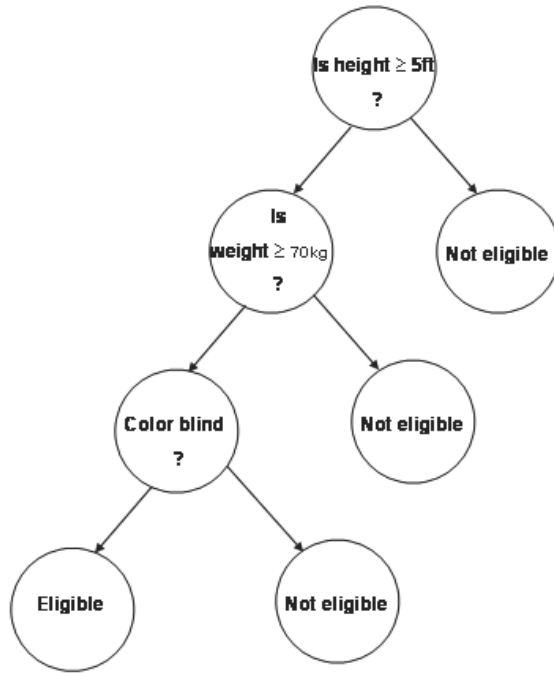 Is height ≥ 5ft
?
Is
weight ≥ 70kg
?
Not eligible
Color blind
?
Not eligible
Eligible
Not eligible